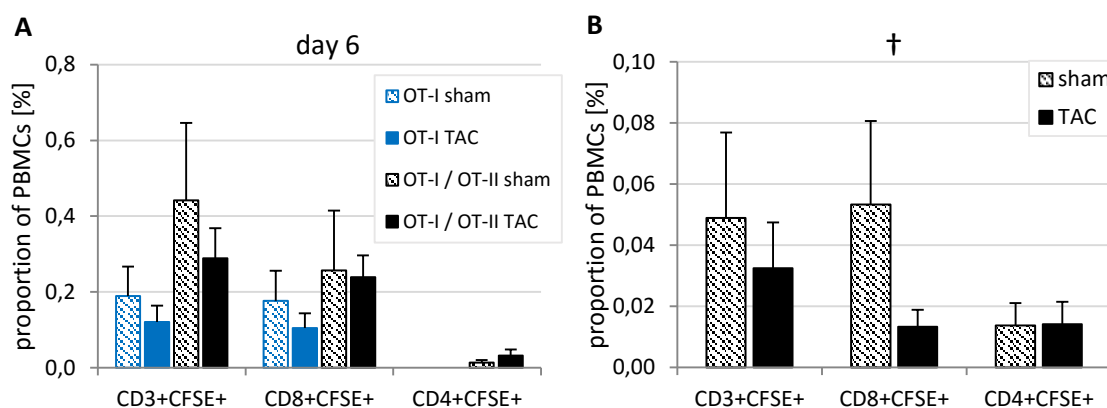 A
day 6
proportion of PBMCs [%]
0,8
0,6
0,4
0,2
0,0
OT-I sham
OT-I TAC
OT-I / OT-II sham
OT-I / OT-II TAC
CD3+CFSE+ CD8+CFSE+ CD4+CFSE+
B
†
proportion of PBMCs [%]
0,10
0,08
0,06
0,04
0,02
0,00
sham
TAC
CD3+CFSE+ CD8+CFSE+ CD4+CFSE+